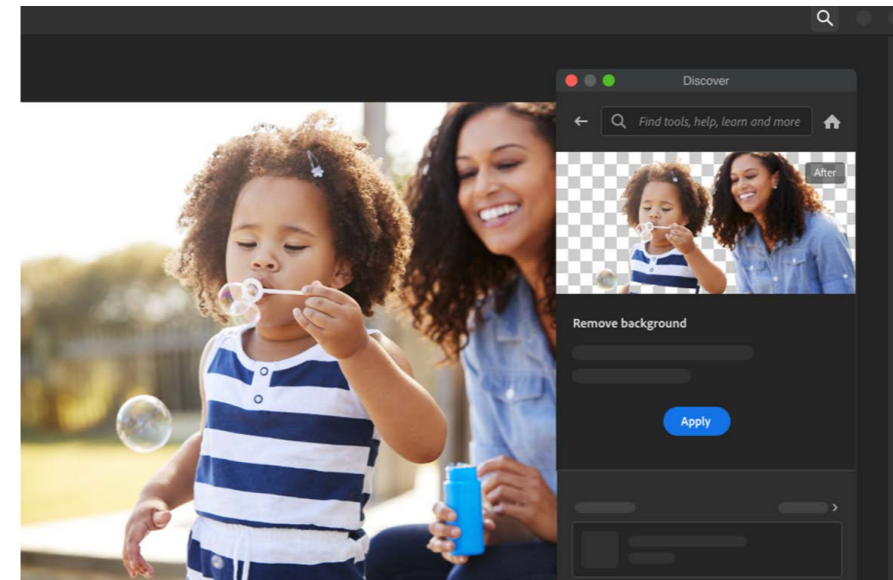 Discover
Find tools, help, learn and more
After
Remove background
Apply